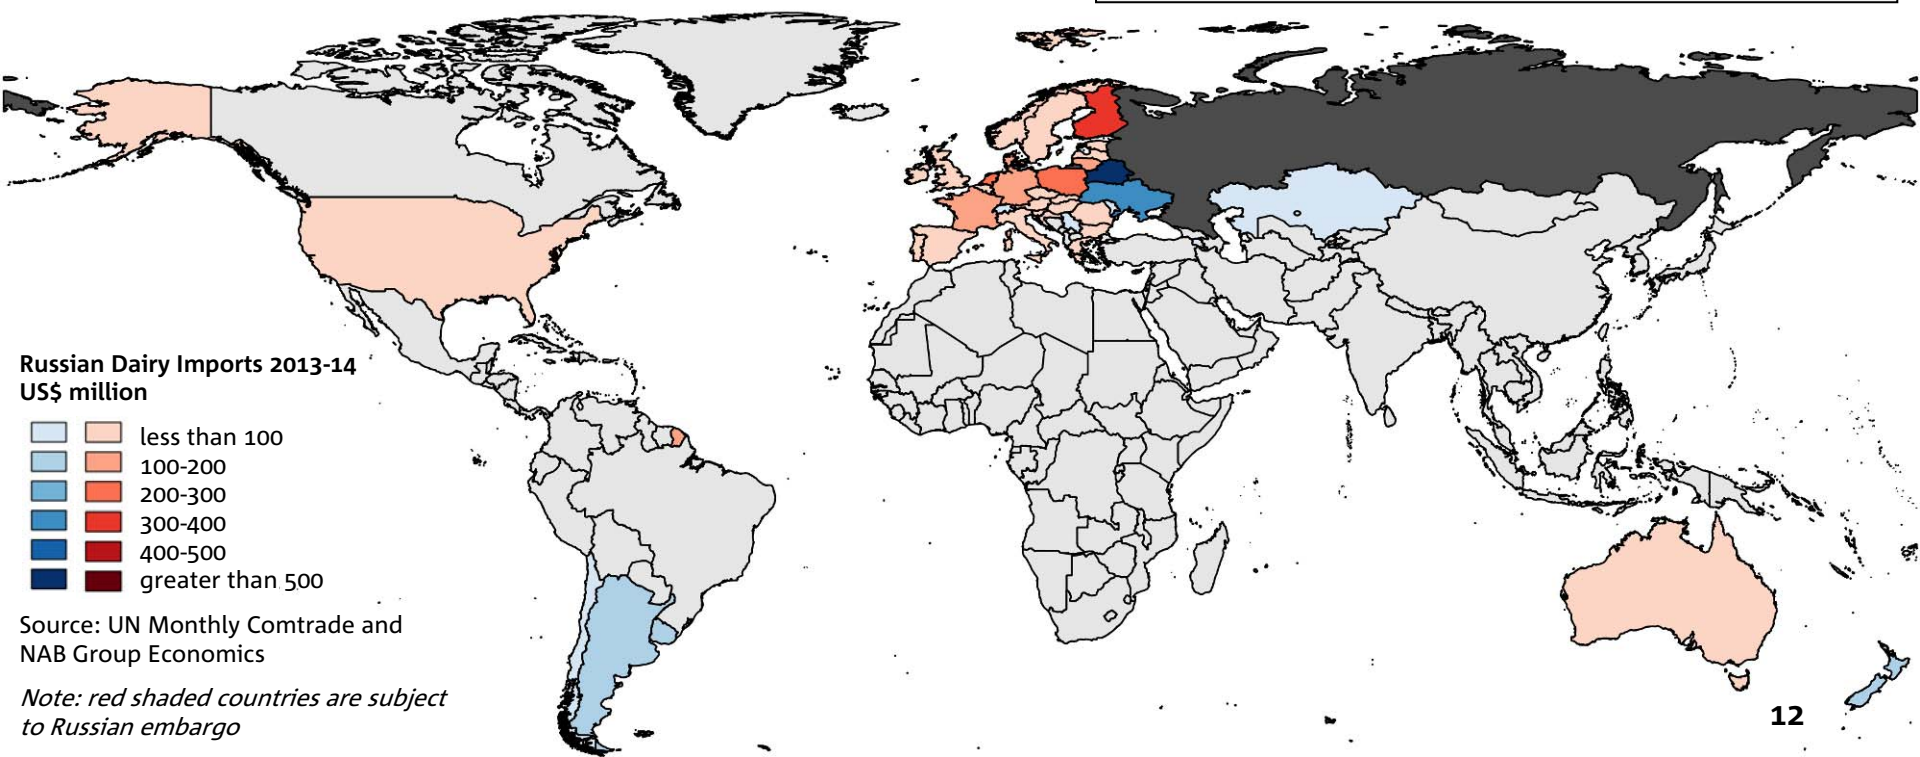 Russian Dairy Imports 2013-14
US$ million
less than 100
100-200
200-300
300-400
400-500
greater than 500
Source: UN Monthly Comtrade and
NAB Group Economics
Note: red shaded countries are subject
to Russian embargo
12